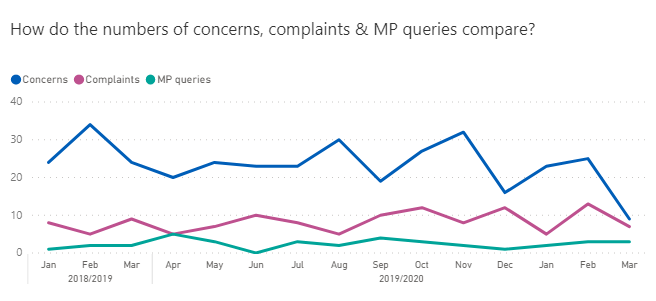 How do the numbers of concerns, complaints & MP queries compare?
Concerns Complaints MP queries
40
30
20
10
0
Jan Feb Mar Apr May Jun Jul Aug Sep Oct Nov Dec Jan Feb Mar
2018/2019 2019/2020